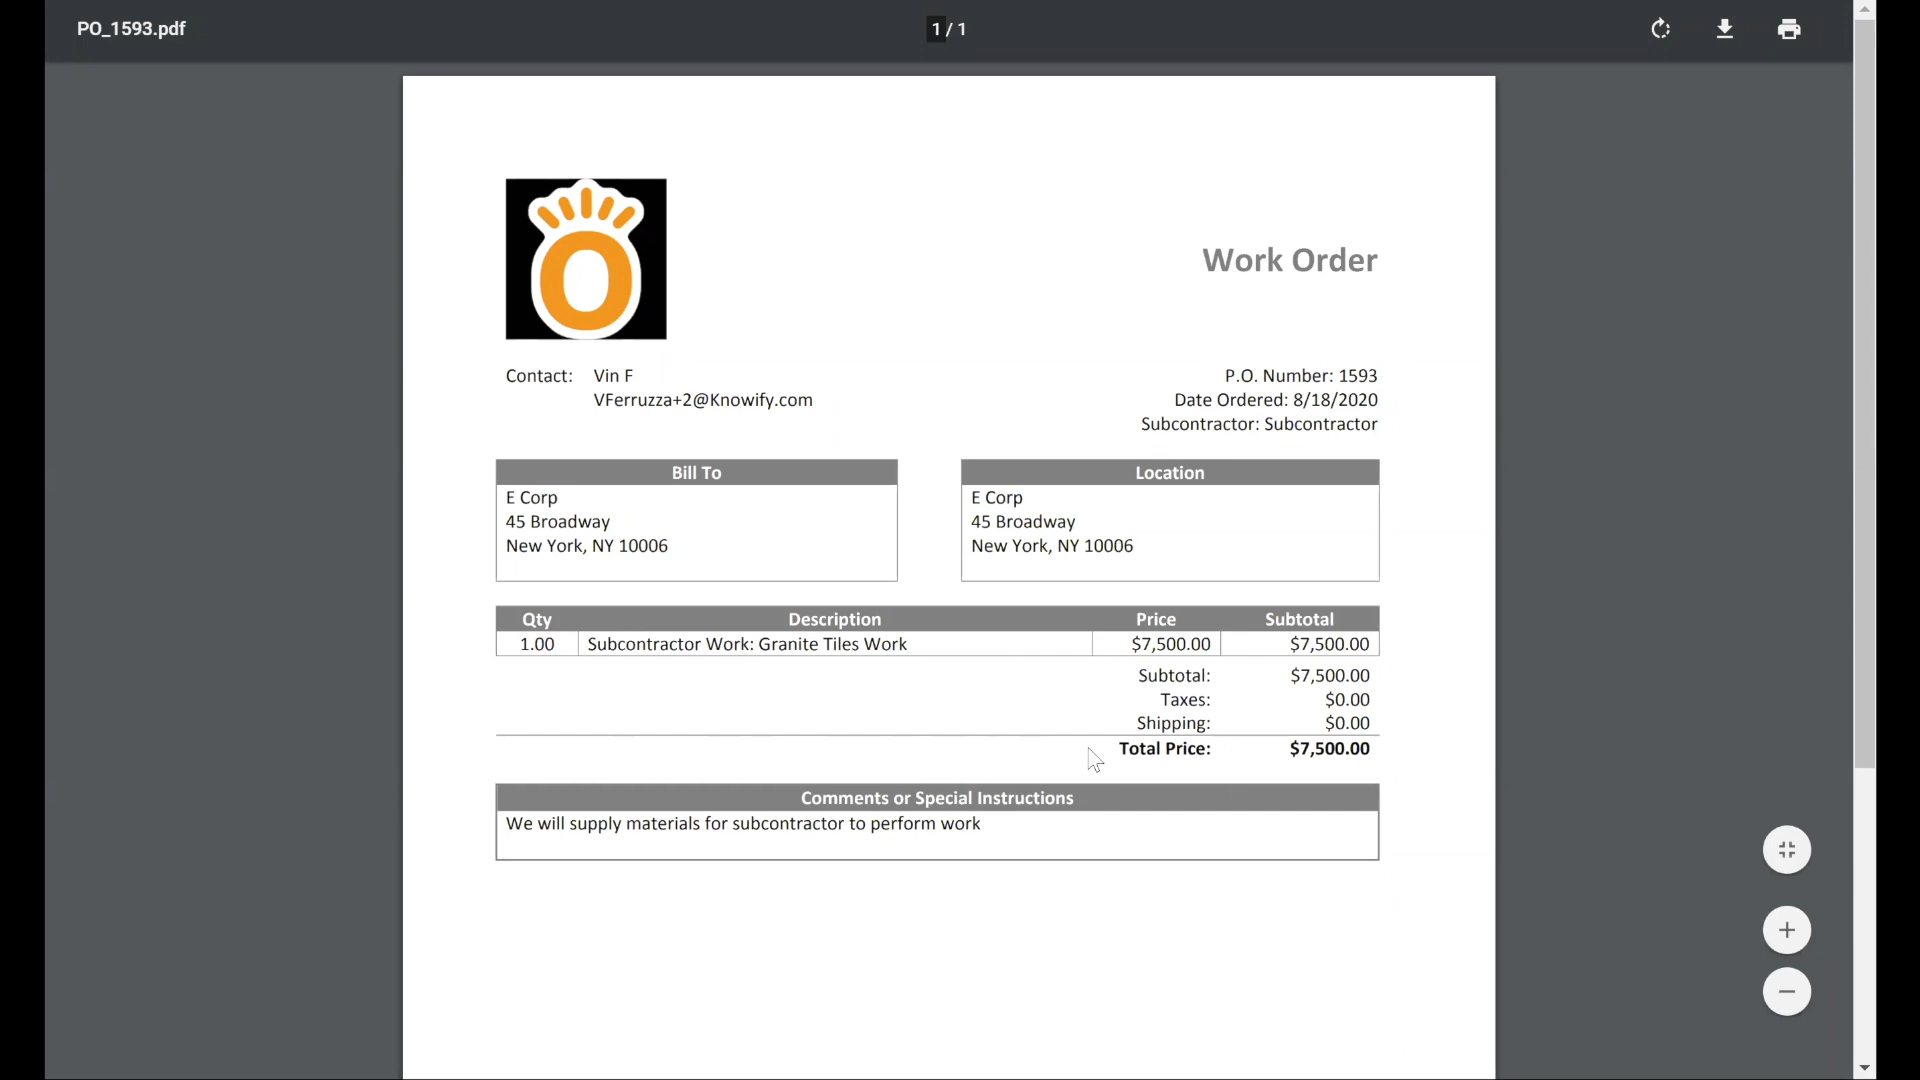 PO_1593.pdf
1 / 1
O
Work Order
Contact: Vin F
VFerruzza+2@Knowify.com
P.O. Number: 1593
Date Ordered: 8/18/2020
Subcontractor: Subcontractor
Bill To
E Corp
45 Broadway
New York, NY 10006
Location
E Corp
45 Broadway
New York, NY 10006
Qty Description Price Subtotal
1.00 Subcontractor Work: Granite Tiles Work $7,500.00 $7,500.00
Subtotal: $7,500.00
Taxes: $0.00
Shipping: $0.00
Total Price: $7,500.00
Comments or Special Instructions
We will supply materials for subcontractor to perform work